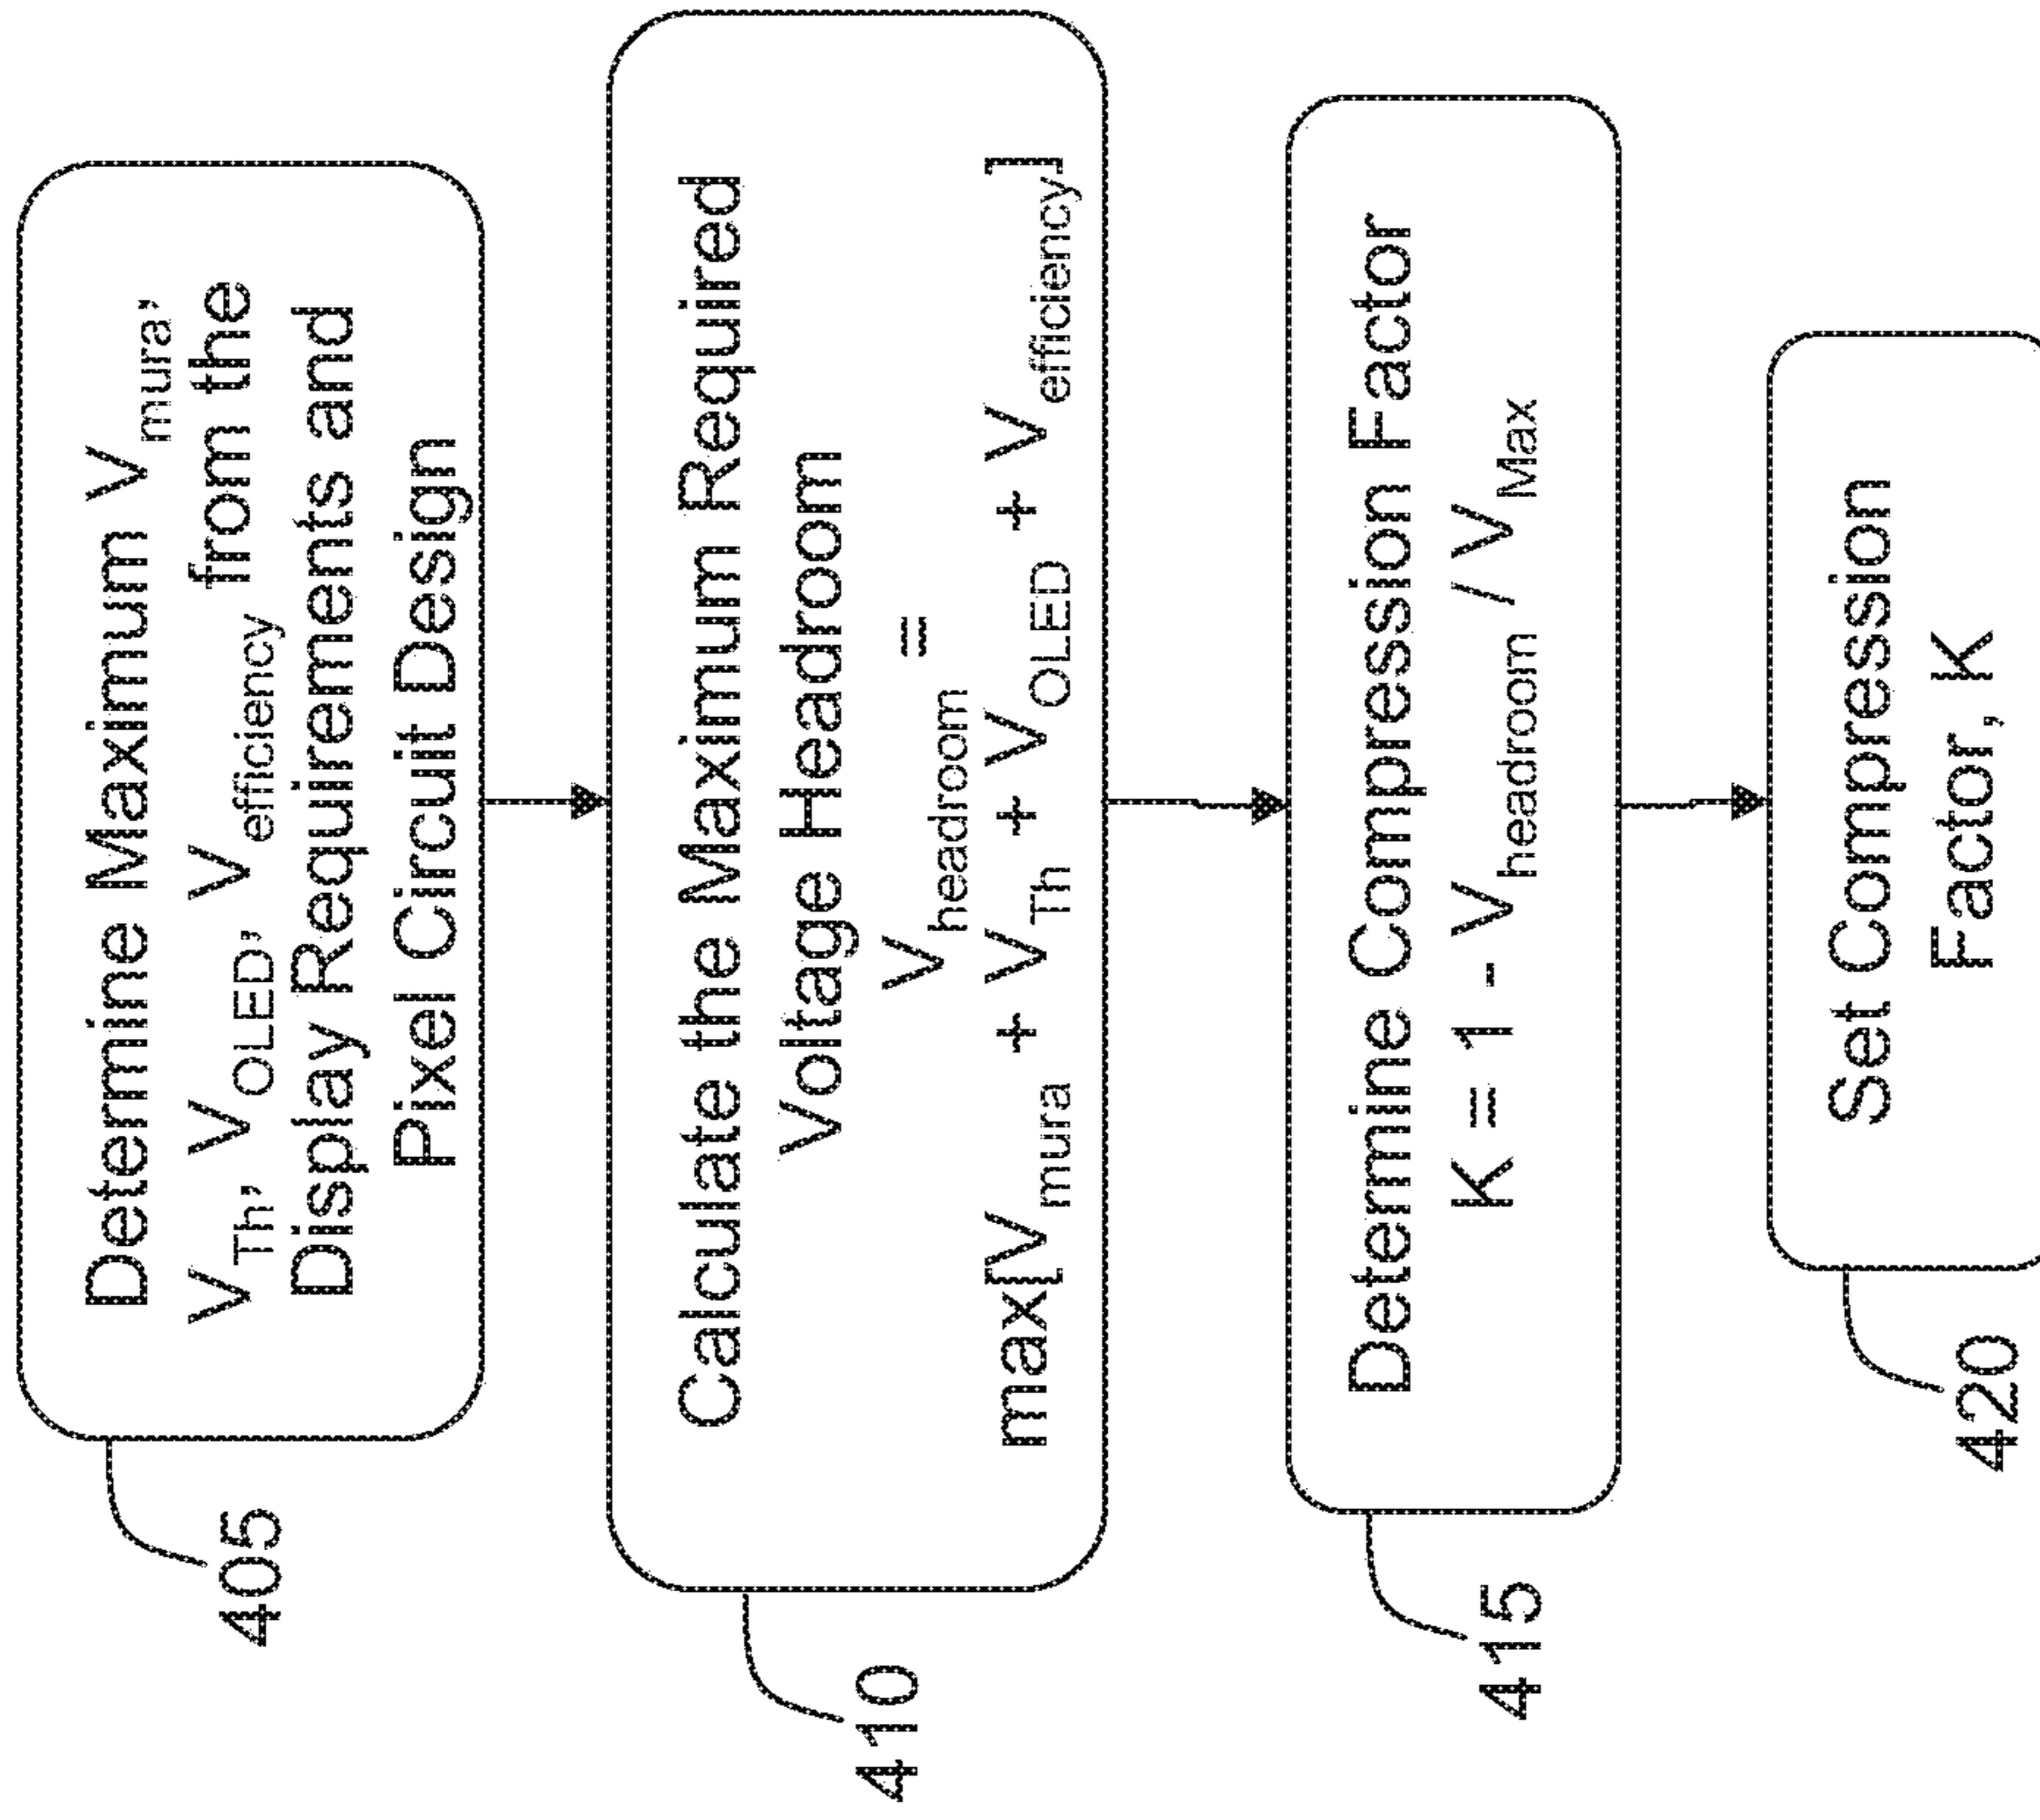 405
Determine Maximum V_mura,
V_Th, V_OLED, V_efficiency from the
Display Requirements and
Pixel Circuit Design
410
Calculate the Maximum Required
Voltage Headroom
V_headroom =
max[V_mura + V_Th + V_OLED + V_efficiency]
415
Determine Compression Factor
K = 1 - V_headroom / V_Max
420
Set Compression
Factor, K